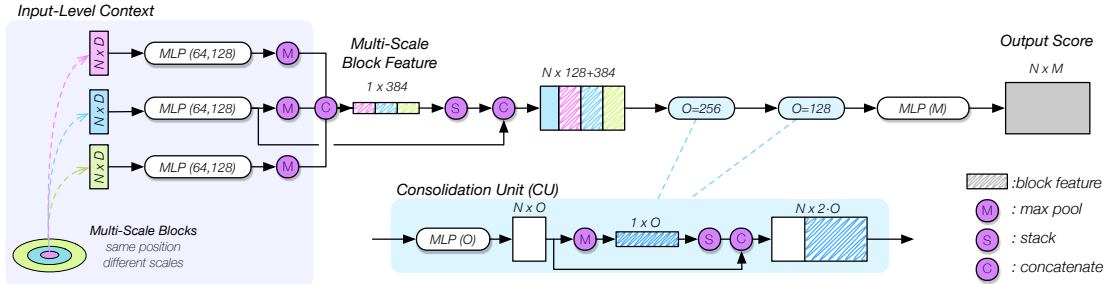 Input-Level Context
N x D
MLP (64,128)
M
N x D
MLP (64,128)
M
N x D
MLP (64,128)
M
C
Multi-Scale
Block Feature
1 x 384
S
C
N x 128+384
O=256
O=128
MLP (M)
Output Score
N x M
Multi-Scale Blocks
same position
different scales
Consolidation Unit (CU)
MLP (O)
N x O
M
1 x O
S
C
N x 2·O
:block feature
M : max pool
S : stack
C : concatenate